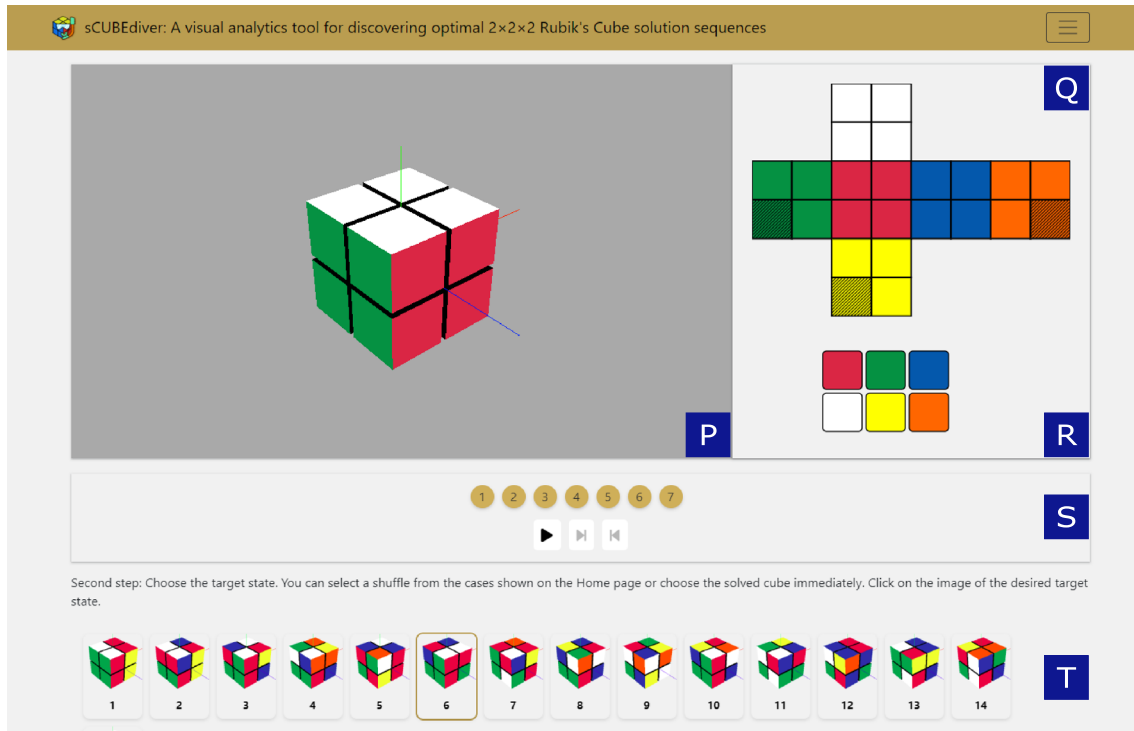 sCUBEdiver: A visual analytics tool for discovering optimal 2×2×2 Rubik's Cube solution sequences
Q
P
R
1 2 3 4 5 6 7
S
Second step: Choose the target state. You can select a shuffle from the cases shown on the Home page or choose the solved cube immediately. Click on the image of the desired target
state.
T
1 2 3 4 5 6 7 8 9 10 11 12 13 14